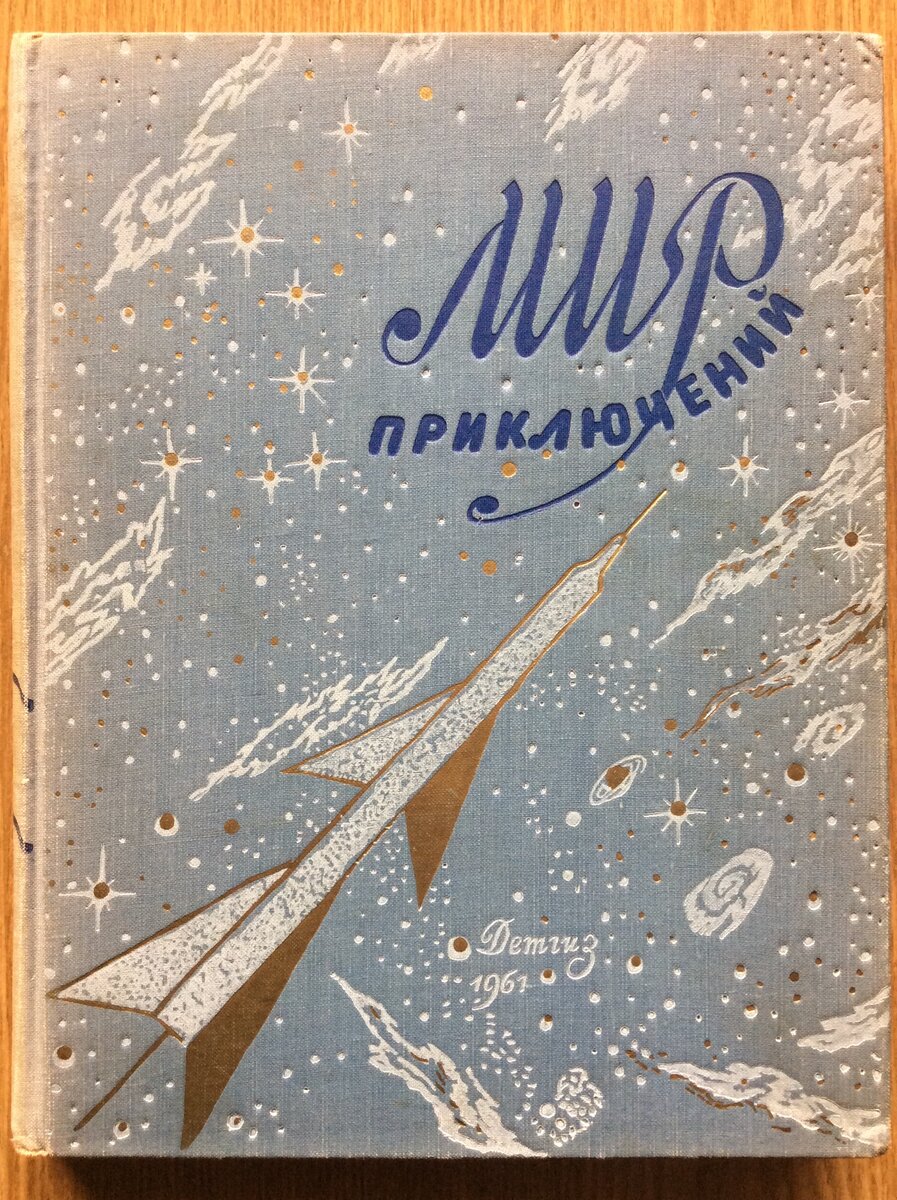 Мир
приключений
Детгиз
1961